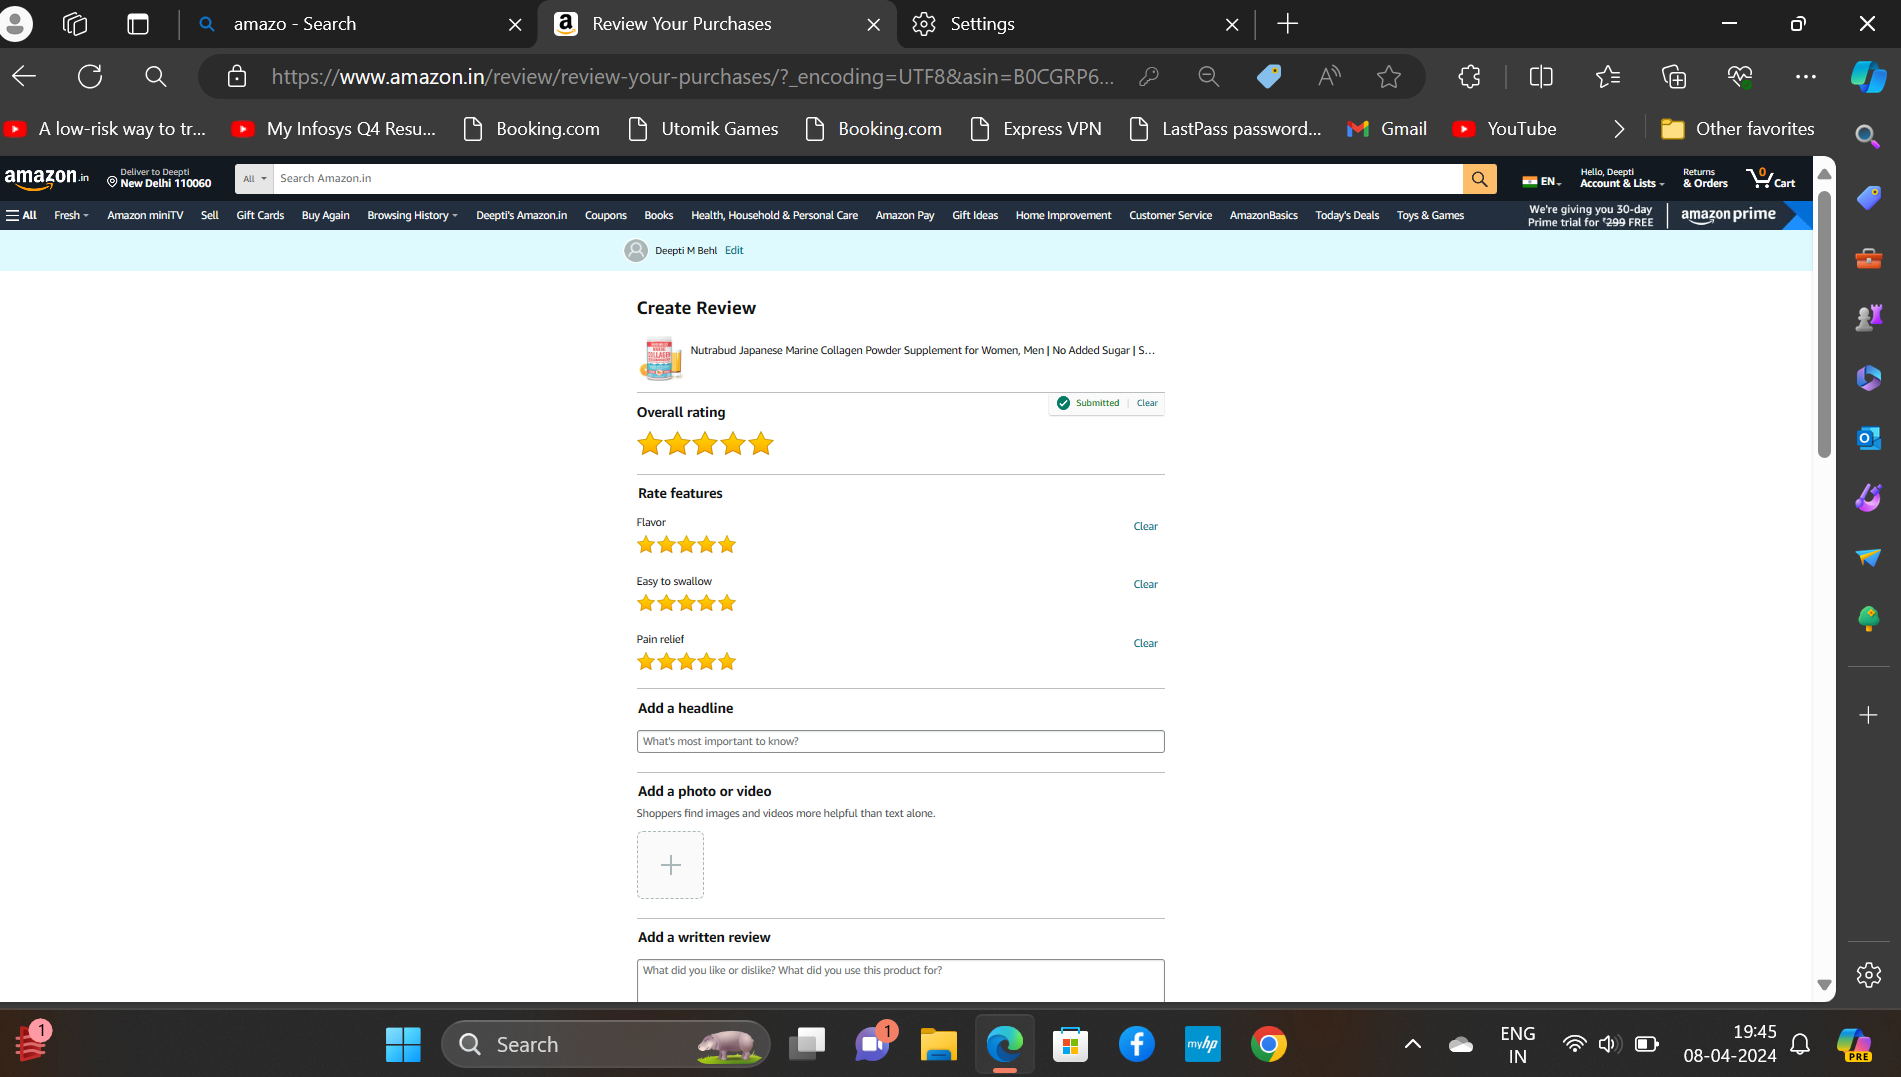 amazo - Search
Review Your Purchases
Settings
https://www.amazon.in/review/review-your-purchases/?_encoding=UTF8&asin=B0CGRP6...
A low-risk way to tr...
My Infosys Q4 Resu...
Booking.com
Utomik Games
Booking.com
Express VPN
LastPass password...
Gmail
YouTube
Other favorites
amazon.in
Deliver to Deepti
New Delhi 110060
All
Search Amazon.in
EN
Hello, Deepti
Account & Lists
Returns
& Orders
0
Cart
All
Fresh
Amazon miniTV
Sell
Gift Cards
Buy Again
Browsing History
Deepti's Amazon.in
Coupons
Books
Health, Household & Personal Care
Amazon Pay
Gift Ideas
Home Improvement
Customer Service
AmazonBasics
Today's Deals
Toys & Games
We're giving you 30-day
Prime trial for ₹299 FREE
amazon prime
Deepti M Behl Edit
Create Review
COLLAGEN
Nutrabud Japanese Marine Collagen Powder Supplement for Women, Men | No Added Sugar | S...
Submitted | Clear
Overall rating
Rate features
Flavor
Clear
Easy to swallow
Clear
Pain relief
Clear
Add a headline
What's most important to know?
Add a photo or video
Shoppers find images and videos more helpful than text alone.
Add a written review
What did you like or dislike? What did you use this product for?
1
Search
1
myhp
ENG
IN
19:45
08-04-2024
PRE